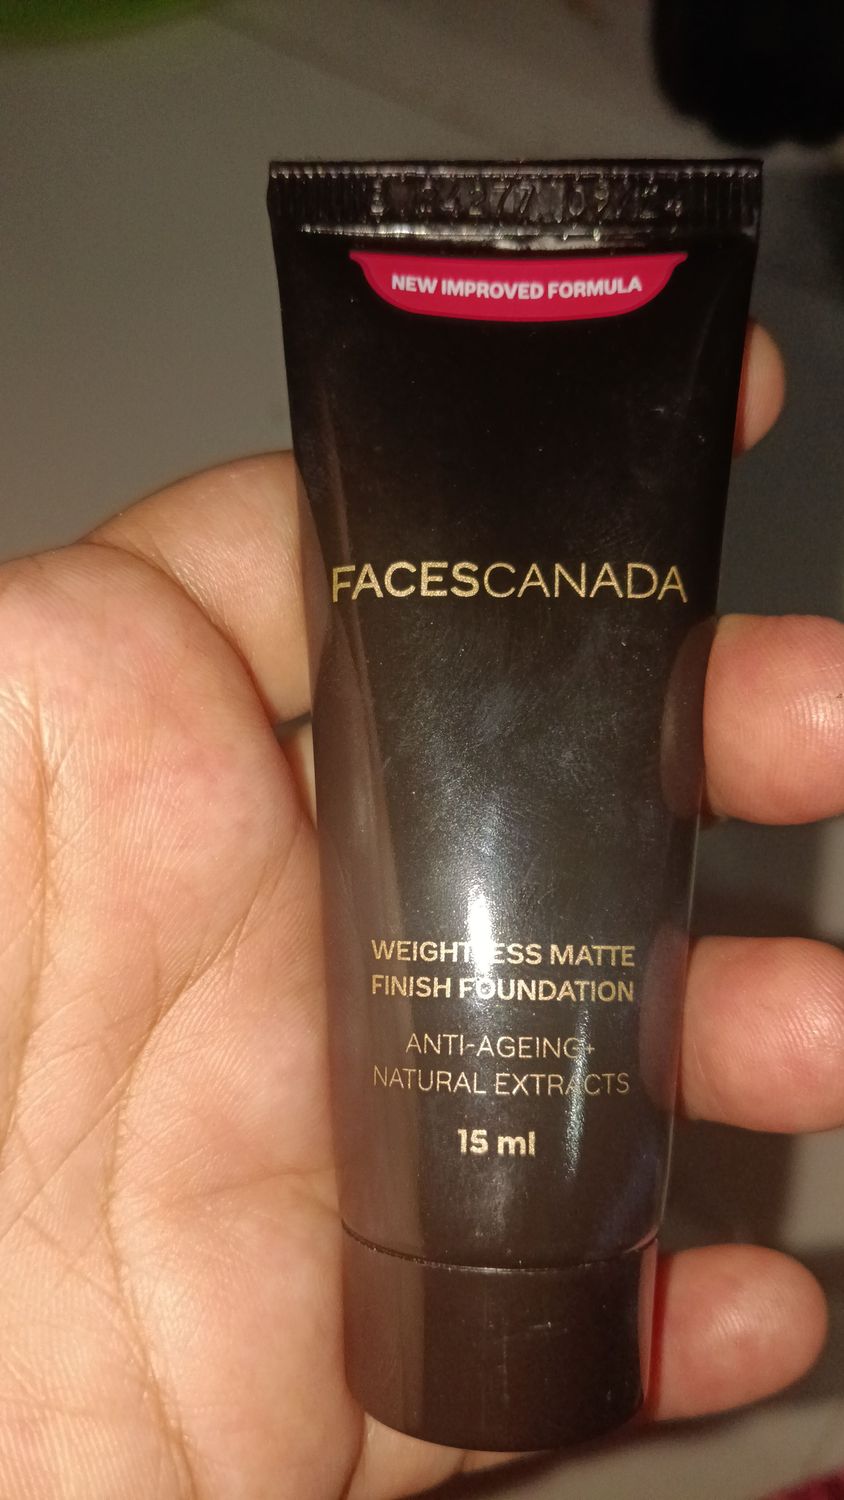 NEW IMPROVED FORMULA
FACESCANADA
WEIGHTLESS MATTE
FINISH FOUNDATION
ANTI-AGEING+
NATURAL EXTRACTS
15 ml